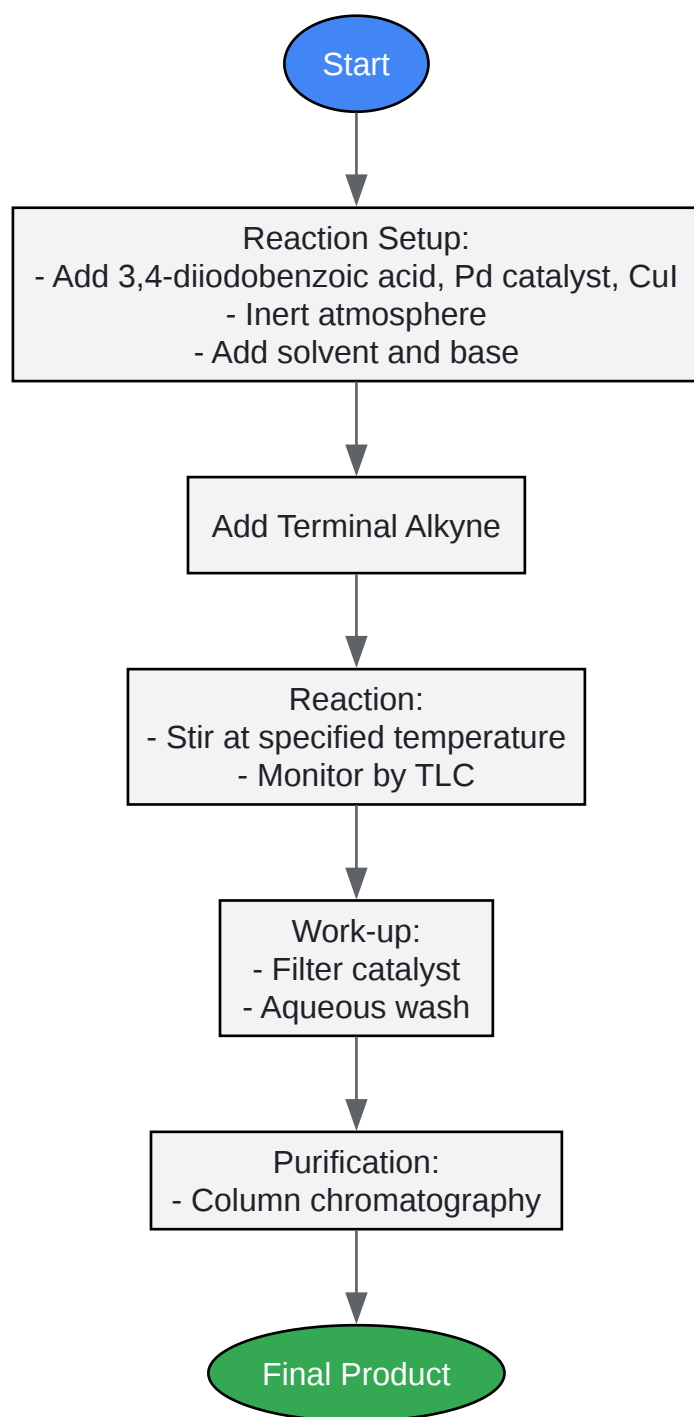 Start
Reaction Setup:
- Add 3,4-diiodobenzoic acid, Pd catalyst, CuI
- Inert atmosphere
- Add solvent and base
Add Terminal Alkyne
Reaction:
- Stir at specified temperature
- Monitor by TLC
Work-up:
- Filter catalyst
- Aqueous wash
Purification:
- Column chromatography
Final Product